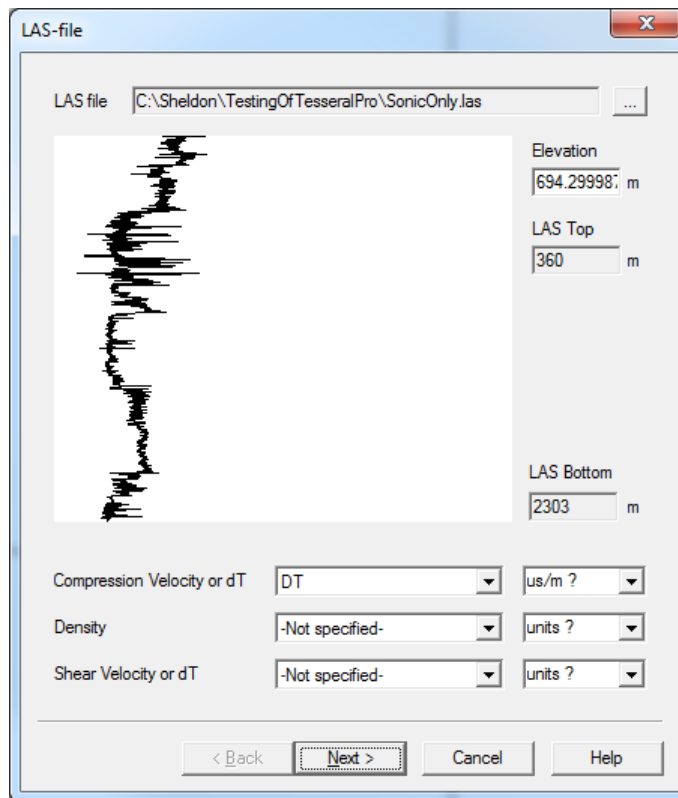 LAS-file
LAS file C:\Sheldon\TestingOfTesseralPro\SonicOnly.las ...
Elevation
694.299987 m
LAS Top
360 m
LAS Bottom
2303 m
Compression Velocity or dT DT us/m ?
Density -Not specified- units ?
Shear Velocity or dT -Not specified- units ?
< Back Next > Cancel Help